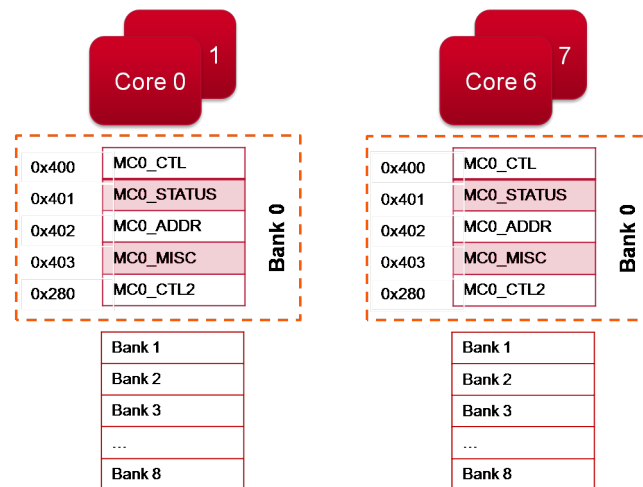 1
Core 0
0x400 MC0_CTL
0x401 MC0_STATUS
0x402 MC0_ADDR
0x403 MC0_MISC
0x280 MC0_CTL2
Bank 0
Bank 1
Bank 2
Bank 3
...
Bank 8
7
Core 6
0x400 MC0_CTL
0x401 MC0_STATUS
0x402 MC0_ADDR
0x403 MC0_MISC
0x280 MC0_CTL2
Bank 0
Bank 1
Bank 2
Bank 3
...
Bank 8